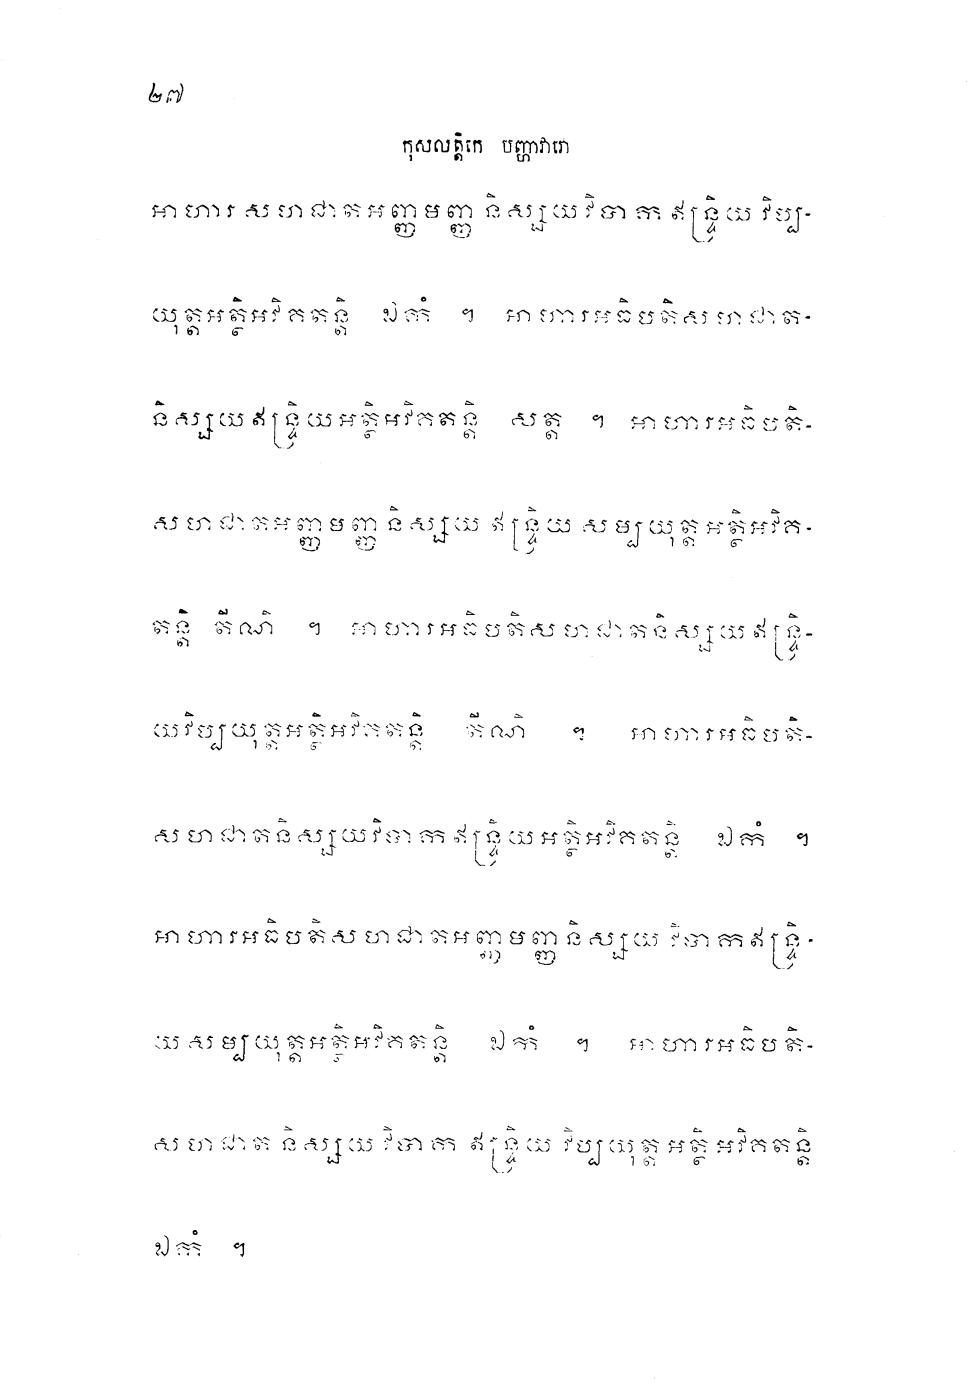 ២៧
កុសលត្តិកេ បញ្ហាវារោ
អាហារសហជាតអញ្ញមញ្ញនិស្សយវិបាកឥន្ទ្រិយវិប្ប-
យុត្តអត្ថិអវិគតន្តិ ឯកំ ។ អាហារអធិបតិសហជាត-
និស្សយឥន្ទ្រិយអត្ថិអវិគតន្តិ សត្ត ។ អាហារអធិបតិ-
សហជាតអញ្ញមញ្ញនិស្សយឥន្ទ្រិយសម្បយុត្តអត្ថិអវិគ-
តន្តិ តីណិ ។ អាហារអធិបតិសហជាតនិស្សយឥន្ទ្រិ-
យវិប្បយុត្តអត្ថិអវិគតន្តិ តីណិ ។ អាហារអធិបតិ-
សហជាតនិស្សយវិបាកឥន្ទ្រិយអត្ថិអវិគតន្តិ ឯកំ ។
អាហារអធិបតិសហជាតអញ្ញមញ្ញនិស្សយវិបាកឥន្ទ្រិ-
យសម្បយុត្តអត្ថិអវិគតន្តិ ឯកំ ។ អាហារអធិបតិ-
សហជាតនិស្សយវិបាកឥន្ទ្រិយវិប្បយុត្តអត្ថិអវិគតន្តិ
ឯកំ ។